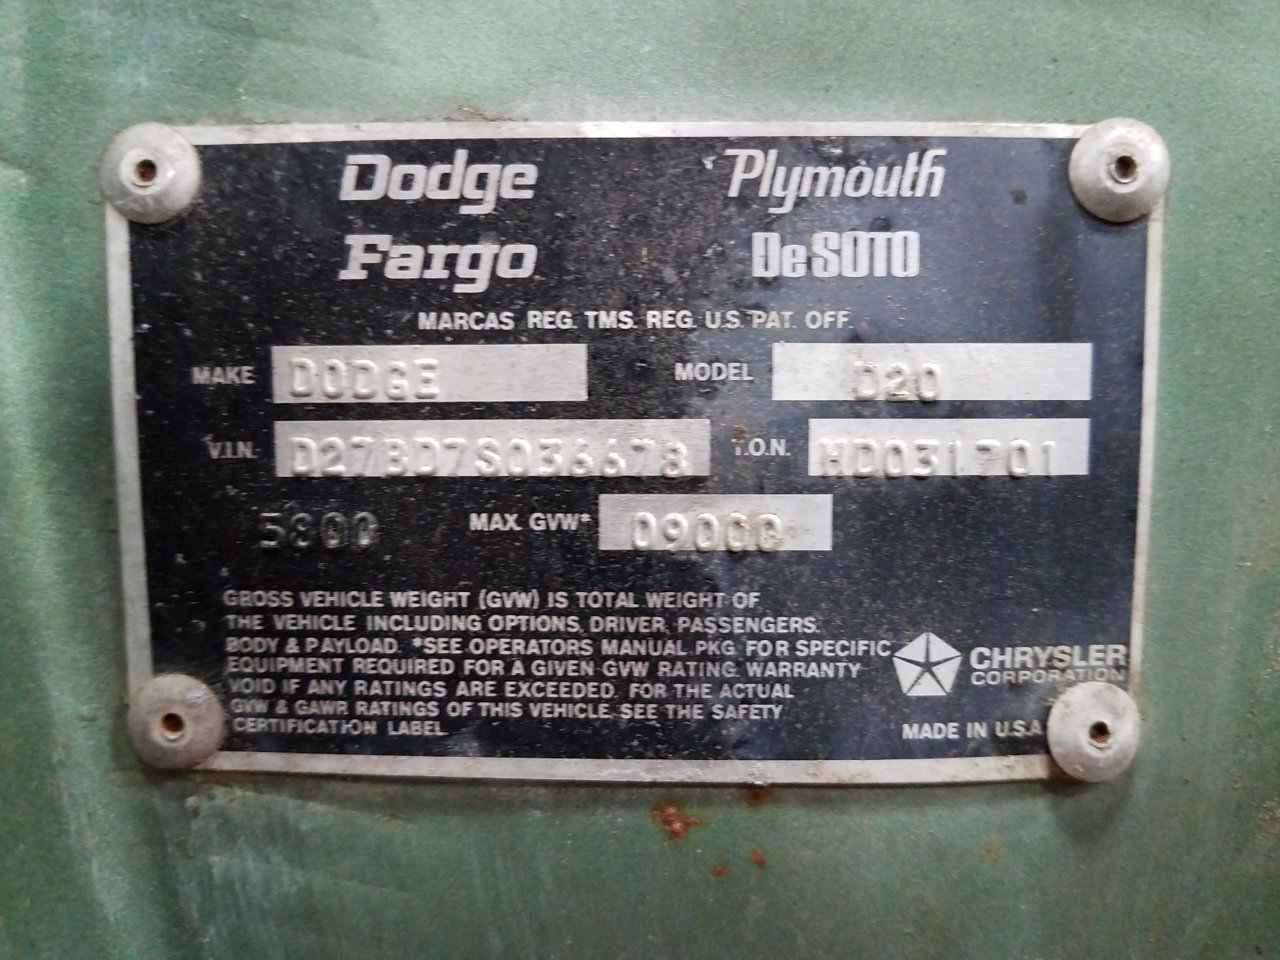 Dodge Plymouth
Fargo DeSOTO
MARCAS REG. TMS. REG. U.S. PAT. OFF.
MAKE DODGE MODEL D20
V.I.N. D27BD7S036678 T.O.N.
5800 MAX. GVW* 09000
GROSS VEHICLE WEIGHT (GVW) IS TOTAL WEIGHT OF
THE VEHICLE INCLUDING OPTIONS, DRIVER, PASSENGERS,
BODY & PAYLOAD. *SEE OPERATORS MANUAL PKG. FOR SPECIFIC
EQUIPMENT REQUIRED FOR A GIVEN GVW RATING WARRANTY
VOID IF ANY RATINGS ARE EXCEEDED. FOR THE ACTUAL
GVW & GAWR RATINGS OF THIS VEHICLE SEE THE SAFETY
CERTIFICATION LABEL
CHRYSLER
CORPORATION
MADE IN U.S.A.